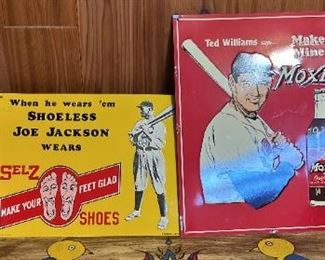 When he wears 'em
SHOELESS
JOE JACKSON
WEARS
SELZ
MAKE YOUR
FEET GLAD
SHOES
Ted Williams says...
Make
Mine
Mox